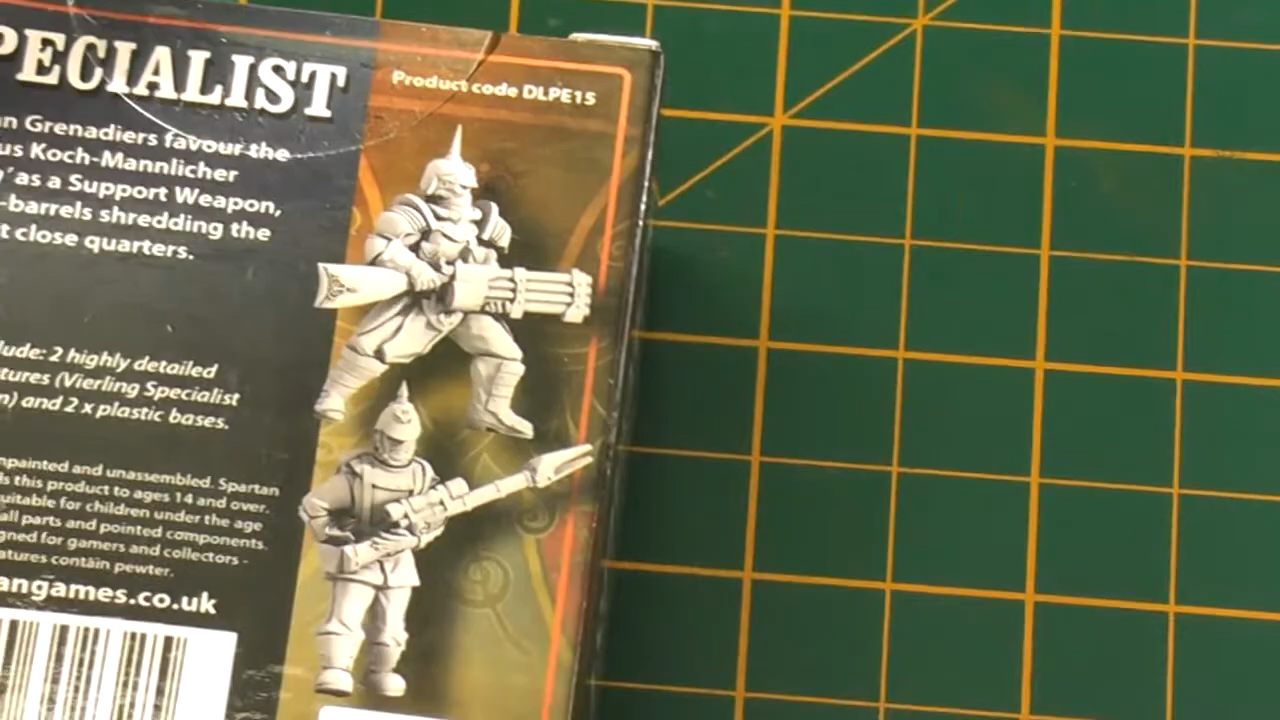 PECIALIST
Product code DLPE15
n Grenadiers favour the
us Koch-Mannlicher
' as a Support Weapon,
-barrels shredding the
t close quarters.
lude: 2 highly detailed
tures (Vierling Specialist
n) and 2 x plastic bases.
npainted and unassembled. Spartan
ds this product to ages 14 and over.
uitable for children under the age
all parts and pointed components.
gned for gamers and collectors -
atures contain pewter.
angames.co.uk